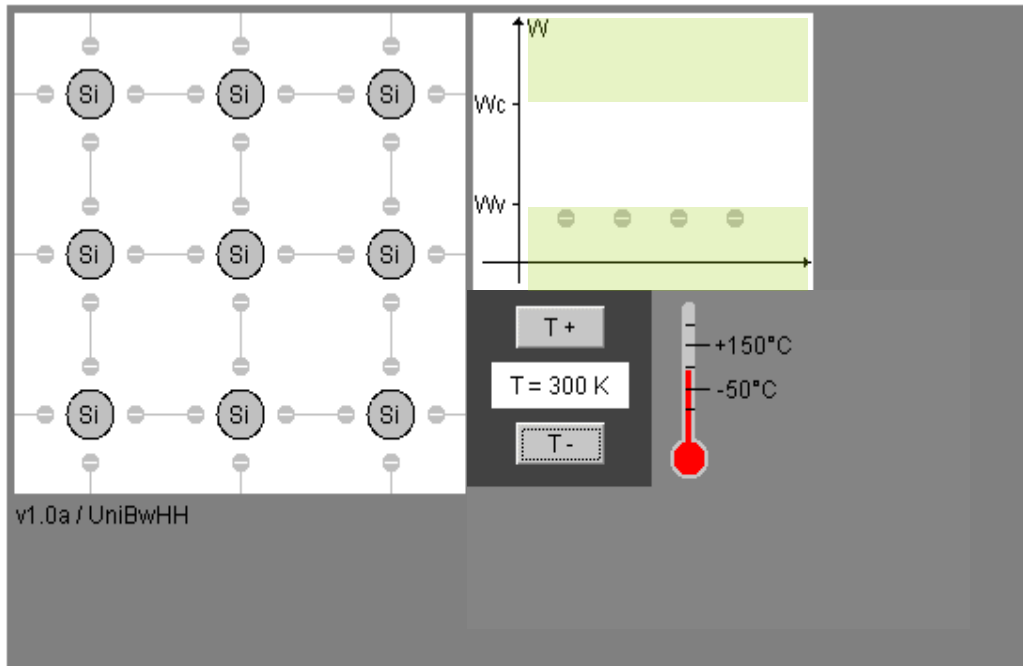 Si Si Si
Si Si Si
Si Si Si
v1.0a / UniBwHH
W
Wc
Wv
T +
T = 300 K
T -
+150°C
-50°C